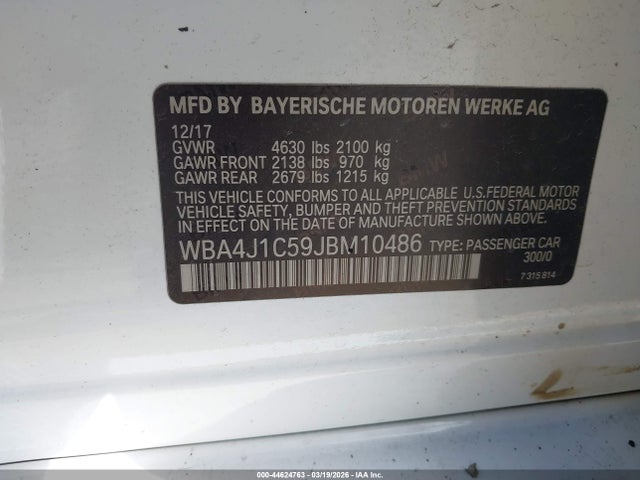 MFD BY BAYERISCHE MOTOREN WERKE AG
12/17
GVWR 4630 lbs 2100 kg
GAWR FRONT 2138 lbs 970 kg
GAWR REAR 2679 lbs 1215 kg
THIS VEHICLE CONFORMS TO ALL APPLICABLE U.S.FEDERAL MOTOR
VEHICLE SAFETY, BUMPER AND THEFT PREVENTION STANDARDS
IN EFFECT ON THE DATE OF MANUFACTURE SHOWN ABOVE.
WBA4J1C59JBM10486 TYPE: PASSENGER CAR
300/0
7 315 814
000-44624763 - 03/19/2026 - IAAI, Inc.